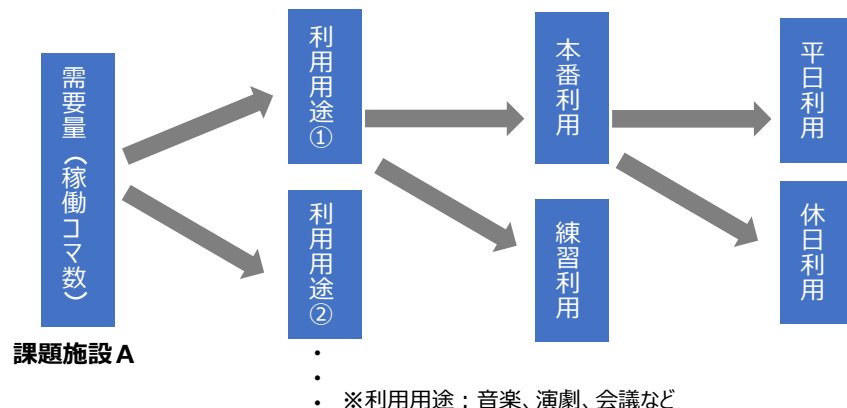 需要量（稼働コマ数）
課題施設A
利用用途①
利用用途②
・
・
・ ※利用用途：音楽、演劇、会議など
本番利用
練習利用
平日利用
休日利用